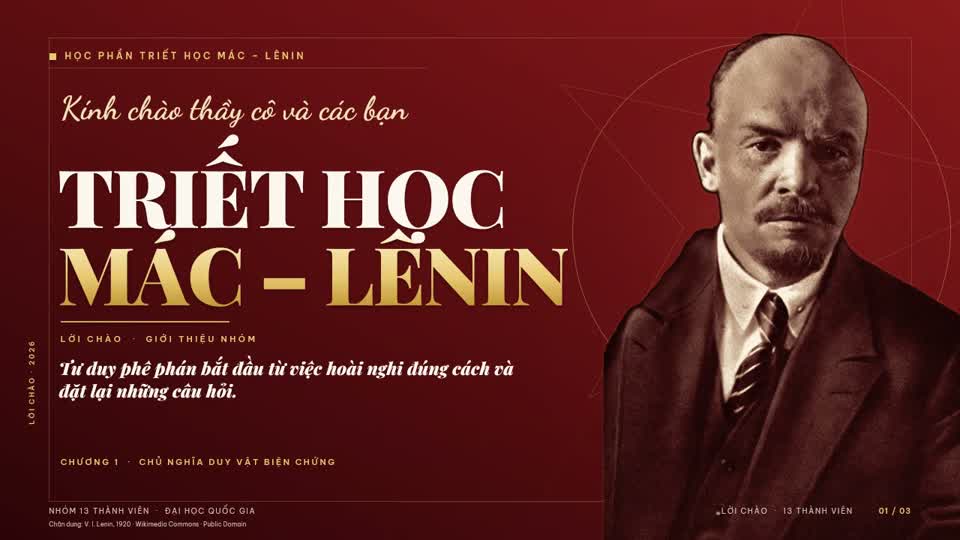 HỌC PHẦN TRIẾT HỌC MÁC – LÊNIN
Kính chào thầy cô và các bạn
TRIẾT HỌC
MÁC – LÊNIN
LỜI CHÀO · GIỚI THIỆU NHÓM
Tư duy phê phán bắt đầu từ việc hoài nghi đúng cách và
đặt lại những câu hỏi.
LỜI CHÀO · 2026
CHƯƠNG 1 · CHỦ NGHĨA DUY VẬT BIỆN CHỨNG
NHÓM 13 THÀNH VIÊN · ĐẠI HỌC QUỐC GIA
Chân dung: V. I. Lenin, 1920 · Wikimedia Commons · Public Domain
LỜI CHÀO · 13 THÀNH VIÊN 01 / 03